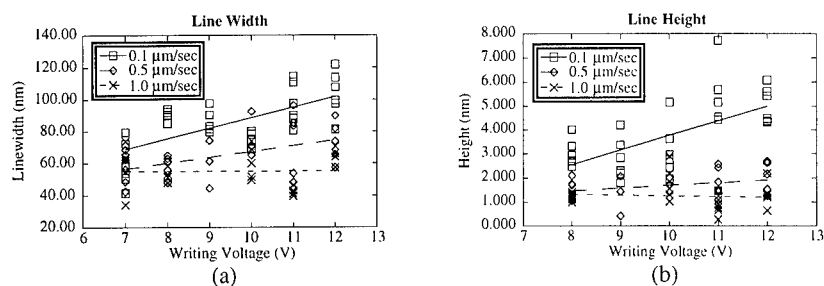 Line Width
140.00
120.00
100.00
80.00
60.00
40.00
20.00
Linewidth (nm)
0.1 µm/sec
0.5 µm/sec
1.0 µm/sec
6 7 8 9 10 11 12 13
Writing Voltage (V)
(a)
Line Height
8.000
7.000
6.000
5.000
4.000
3.000
2.000
1.000
0.000
Height (nm)
0.1 µm/sec
0.5 µm/sec
1.0 µm/sec
7 8 9 10 11 12 13
Writing Voltage (V)
(b)